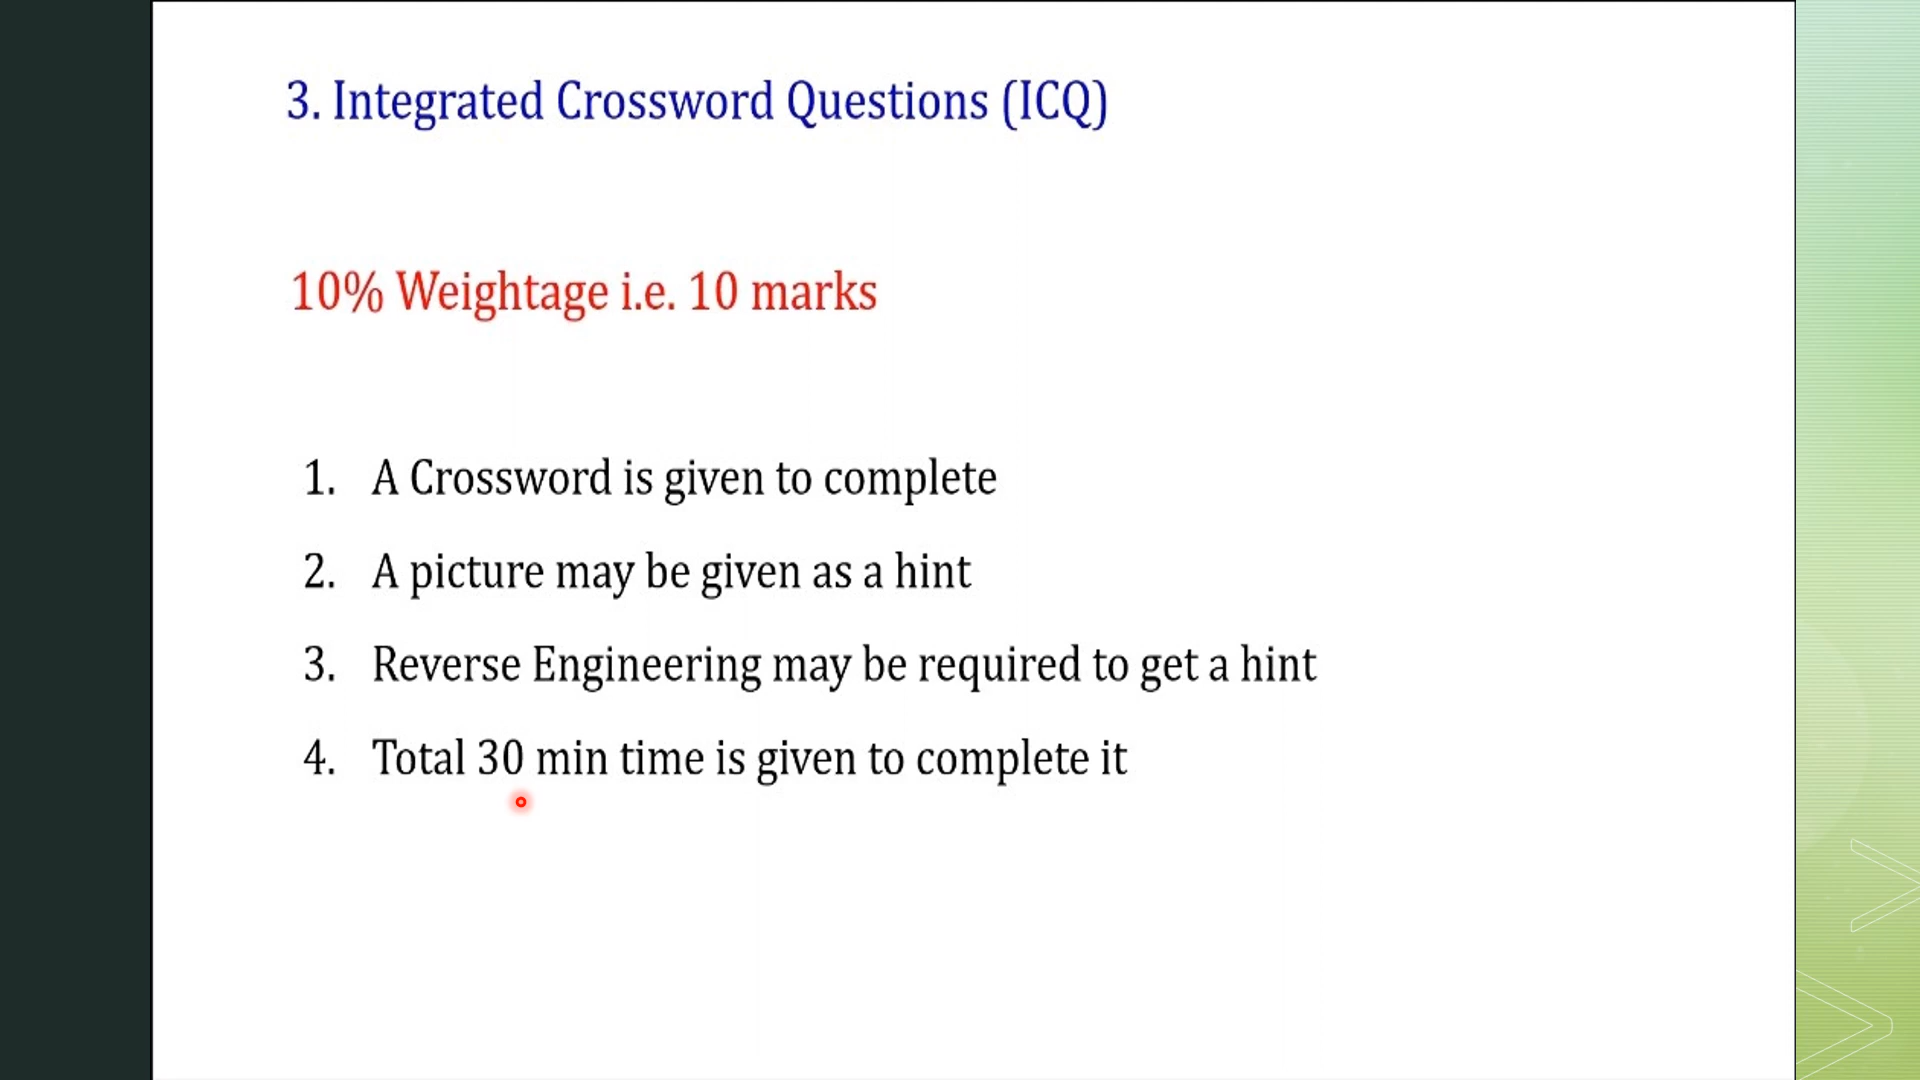 3. Integrated Crossword Questions (ICQ)
10% Weightage i.e. 10 marks
1. A Crossword is given to complete
2. A picture may be given as a hint
3. Reverse Engineering may be required to get a hint
4. Total 30 min time is given to complete it